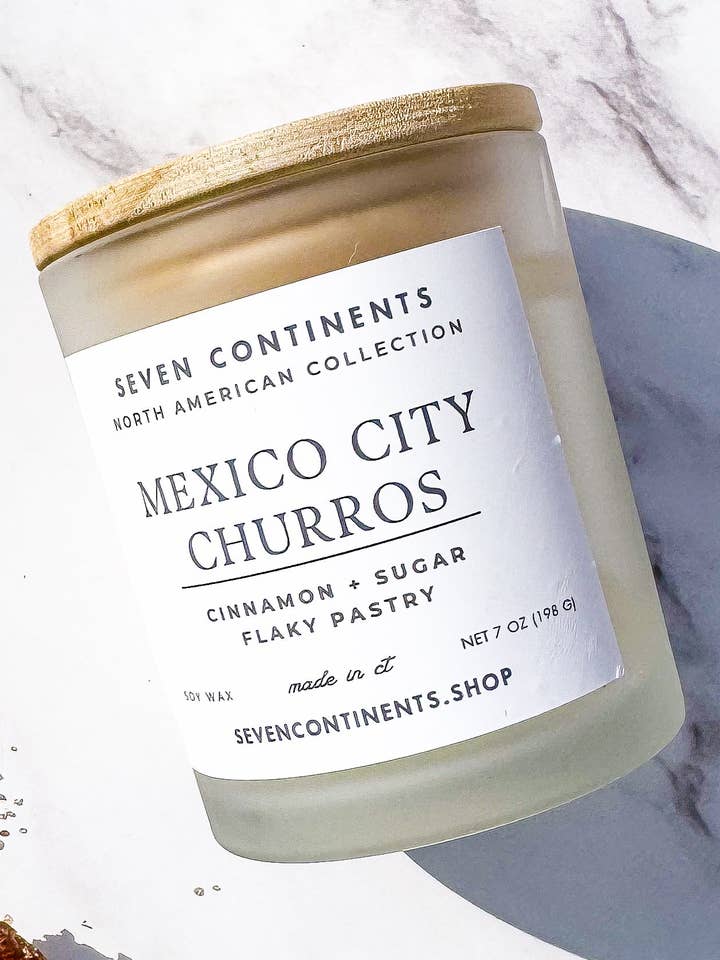 SEVEN CONTINENTS
NORTH AMERICAN COLLECTION
MEXICO CITY
CHURROS
CINNAMON + SUGAR
FLAKY PASTRY
NET 7 OZ (198 G)
SOY WAX
made in ct
SEVENCONTINENTS.SHOP